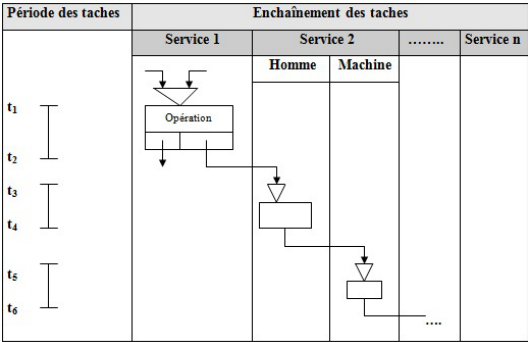 Période des taches Enchaînement des taches
Service 1 Service 2 …….. Service n
Homme Machine
t1
Opération
t2
t3
t4
t5
t6
….